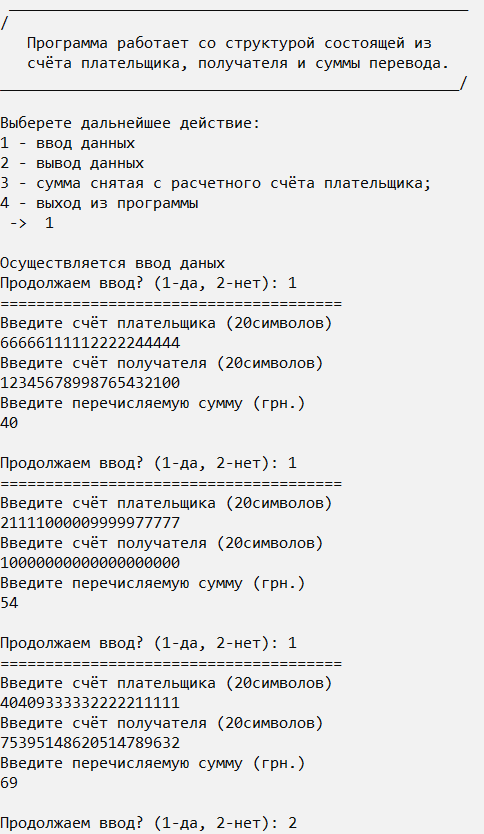 ___________________________________________________
/
Программа работает со структурой состоящей из
счёта плательщика, получателя и суммы перевода.
___________________________________________________/
Выберете дальнейшее действие:
1 - ввод данных
2 - вывод данных
3 - сумма снятая с расчетного счёта плательщика;
4 - выход из программы
-> 1
Осуществляется ввод даных
Продолжаем ввод? (1-да, 2-нет): 1
======================================
Введите счёт плательщика (20символов)
66666111112222244444
Введите счёт получателя (20символов)
12345678998765432100
Введите перечисляемую сумму (грн.)
40
Продолжаем ввод? (1-да, 2-нет): 1
======================================
Введите счёт плательщика (20символов)
21111000009999977777
Введите счёт получателя (20символов)
10000000000000000000
Введите перечисляемую сумму (грн.)
54
Продолжаем ввод? (1-да, 2-нет): 1
======================================
Введите счёт плательщика (20символов)
40409333332222211111
Введите счёт получателя (20символов)
75395148620514789632
Введите перечисляемую сумму (грн.)
69
Продолжаем ввод? (1-да, 2-нет): 2